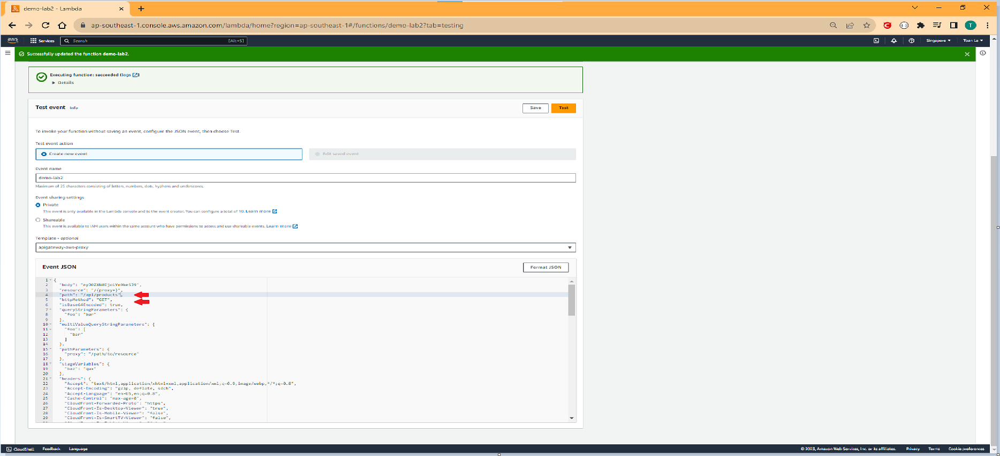 demo-lab2 - Lambda
ap-southeast-1.console.aws.amazon.com/lambda/home?region=ap-southeast-1#/functions/demo-lab2?tab=testing
T
aws
Services
Search
[Alt+S]
Singapore
Toan Le
Successfully updated the function demo-lab2.
Executing function: succeeded (logs)
Details
Test event Info
Save
Test
To invoke your function without saving an event, configure the JSON event, then choose Test.
Test event action
Create new event
Edit saved event
Event name
demo-lab2
Maximum of 25 characters consisting of letters, numbers, dots, hyphens and underscores.
Event sharing settings
Private
This event is only available in the Lambda console and to the event creator. You can configure a total of 10. Learn more
Shareable
This event is available to IAM users within the same account who have permissions to access and use shareable events. Learn more
Template - optional
apigateway-aws-proxy
Event JSON
Format JSON
1 {
2 "body": "eyJ0ZXN0IjoiYm9keSJ9",
3 "resource": "/{proxy+}",
4 "path": "/api/products",
5 "httpMethod": "GET",
6 "isBase64Encoded": true,
7 "queryStringParameters": {
8 "foo": "bar"
9 },
10 "multiValueQueryStringParameters": {
11 "foo": [
12 "bar"
13 ]
14 },
15 "pathParameters": {
16 "proxy": "/path/to/resource"
17 },
18 "stageVariables": {
19 "baz": "qux"
20 },
21 "headers": {
22 "Accept": "text/html,application/xhtml+xml,application/xml;q=0.9,image/webp,*/*;q=0.8",
23 "Accept-Encoding": "gzip, deflate, sdch",
24 "Accept-Language": "en-US,en;q=0.8",
25 "Cache-Control": "max-age=0",
26 "CloudFront-Forwarded-Proto": "https",
27 "CloudFront-Is-Desktop-Viewer": "true",
28 "CloudFront-Is-Mobile-Viewer": "false",
29 "CloudFront-Is-SmartTV-Viewer": "false",
CloudShell
Feedback
Language
© 2023, Amazon Web Services, Inc. or its affiliates.
Privacy
Terms
Cookie preferences